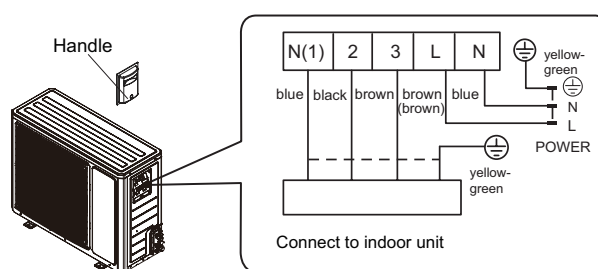 Handle
N(1) 2 3 L N
yellow-
green
blue black brown brown
(brown) blue
N
L
POWER
yellow-
green
Connect to indoor unit